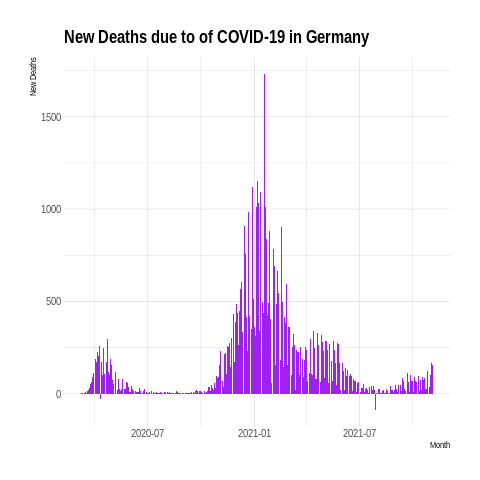 New Deaths due to of COVID-19 in Germany
New Deaths
1500
1000
500
0
2020-07
2021-01
2021-07
Month